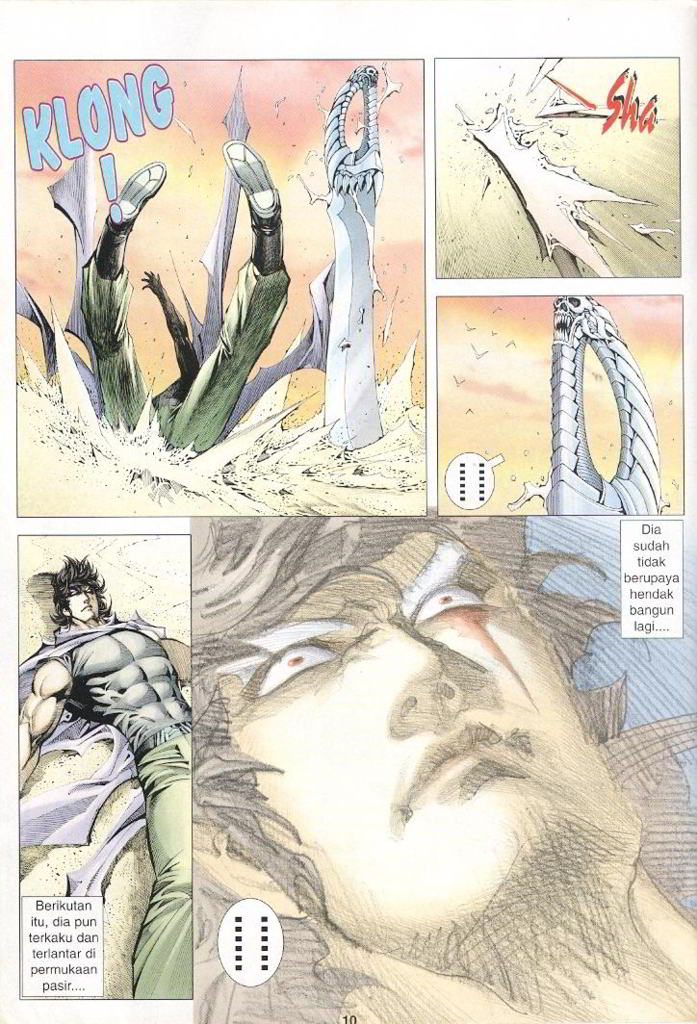 KLONG
!
Sha
Dia
sudah
tidak
berupaya
hendak
bangun
lagi....
Berikutan
itu, dia pun
terkaku dan
terlantar di
permukaan
pasir....
10